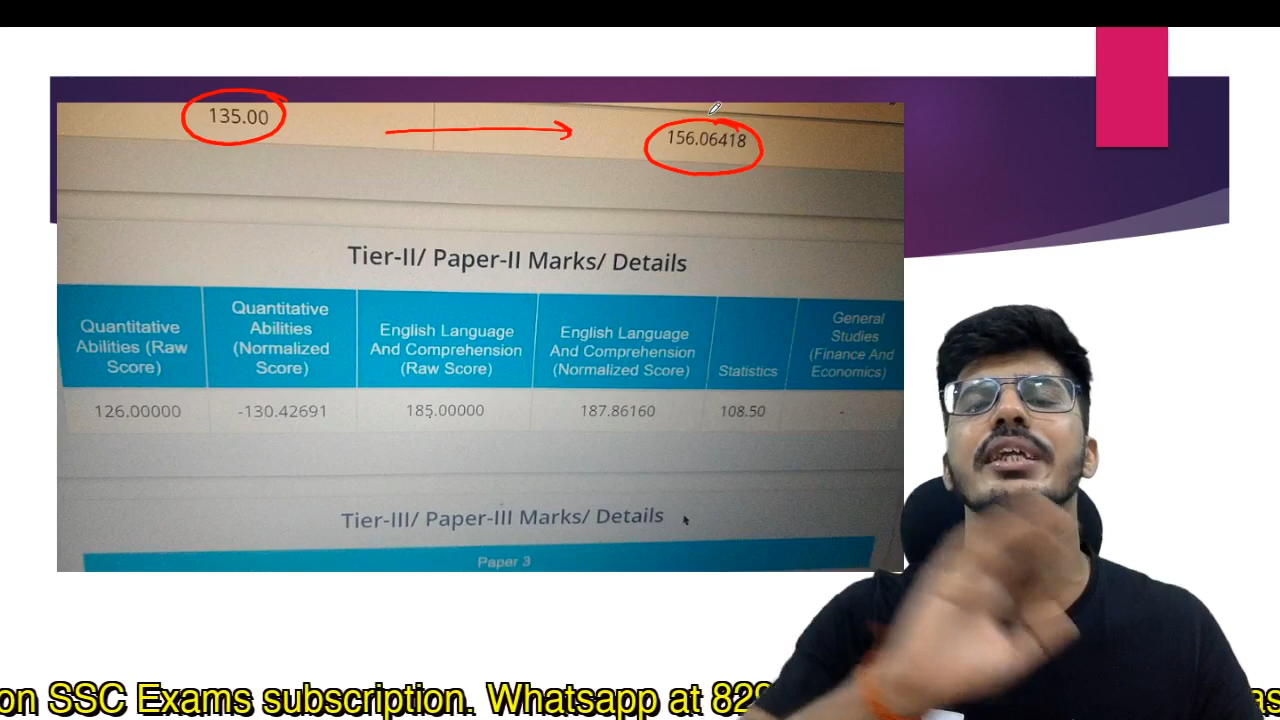 135.00
156.06418
Tier-II/ Paper-II Marks/ Details
Quantitative Abilities (Raw Score)
Quantitative Abilities (Normalized Score)
English Language And Comprehension (Raw Score)
English Language And Comprehension (Normalized Score)
Statistics
General Studies (Finance And Economics)
126.00000
-130.42691
185.00000
187.86160
108.50
-
Tier-III/ Paper-III Marks/ Details
Paper 3
on SSC Exams subscription. Whatsapp at 82